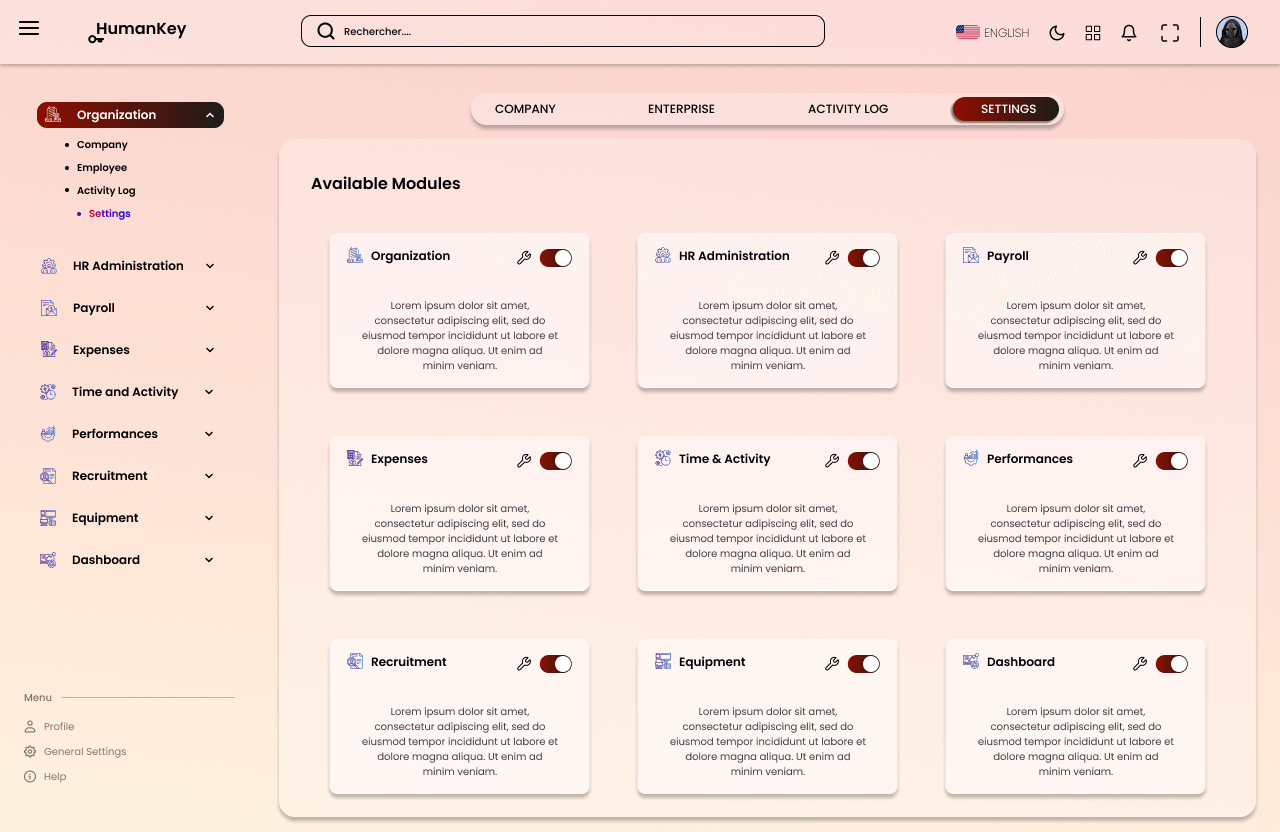 HumanKey
Rechercher....
ENGLISH
Organization
Company
Employee
Activity Log
Settings
HR Administration
Payroll
Expenses
Time and Activity
Performances
Recruitment
Equipment
Dashboard
Menu
Profile
General Settings
Help
COMPANY
ENTERPRISE
ACTIVITY LOG
SETTINGS
Available Modules
Organization
Lorem ipsum dolor sit amet,
consectetur adipiscing elit, sed do
eiusmod tempor incididunt ut labore et
dolore magna aliqua. Ut enim ad
minim veniam.
HR Administration
Lorem ipsum dolor sit amet,
consectetur adipiscing elit, sed do
eiusmod tempor incididunt ut labore et
dolore magna aliqua. Ut enim ad
minim veniam.
Payroll
Lorem ipsum dolor sit amet,
consectetur adipiscing elit, sed do
eiusmod tempor incididunt ut labore et
dolore magna aliqua. Ut enim ad
minim veniam.
Expenses
Lorem ipsum dolor sit amet,
consectetur adipiscing elit, sed do
eiusmod tempor incididunt ut labore et
dolore magna aliqua. Ut enim ad
minim veniam.
Time & Activity
Lorem ipsum dolor sit amet,
consectetur adipiscing elit, sed do
eiusmod tempor incididunt ut labore et
dolore magna aliqua. Ut enim ad
minim veniam.
Performances
Lorem ipsum dolor sit amet,
consectetur adipiscing elit, sed do
eiusmod tempor incididunt ut labore et
dolore magna aliqua. Ut enim ad
minim veniam.
Recruitment
Lorem ipsum dolor sit amet,
consectetur adipiscing elit, sed do
eiusmod tempor incididunt ut labore et
dolore magna aliqua. Ut enim ad
minim veniam.
Equipment
Lorem ipsum dolor sit amet,
consectetur adipiscing elit, sed do
eiusmod tempor incididunt ut labore et
dolore magna aliqua. Ut enim ad
minim veniam.
Dashboard
Lorem ipsum dolor sit amet,
consectetur adipiscing elit, sed do
eiusmod tempor incididunt ut labore et
dolore magna aliqua. Ut enim ad
minim veniam.